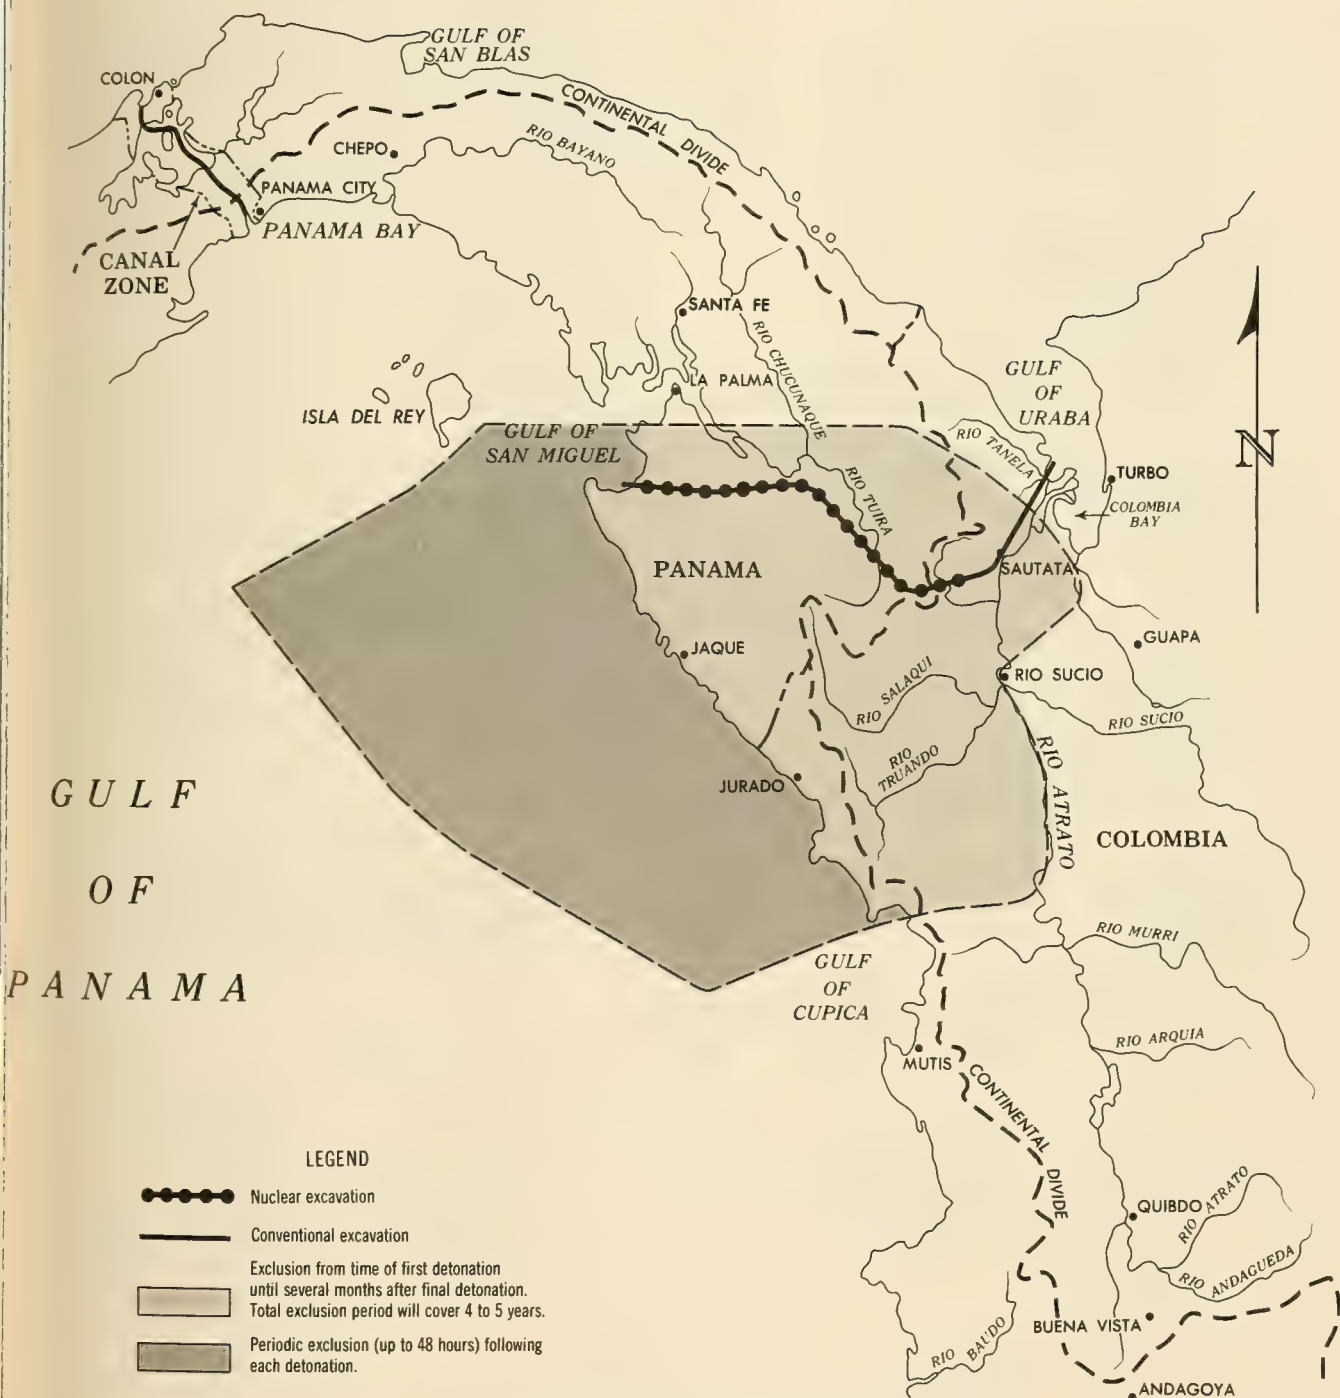 GULF OF
SAN BLAS
COLON
CONTINENTAL
DIVIDE
RIO BAYANO
CHEPO
PANAMA CITY
PANAMA BAY
CANAL
ZONE
SANTA FE
RIO CHUCUNAQUE
LA PALMA
GULF
OF
URABA
ISLA DEL REY
GULF OF
SAN MIGUEL
RIO TANELA
N
TURBO
RIO TUIRA
COLOMBIA
BAY
PANAMA
SAUTATA
GUAPA
JAQUE
RIO SUCIO
RIO SALAQUI
RIO SUCIO
RIO
TRUANDO
RIO ATRATO
JURADO
GULF
OF
PANAMA
COLOMBIA
RIO MURRI
GULF
OF
CUPICA
RIO ARQUIA
MUTIS
CONTINENTAL
DIVIDE
LEGEND
Nuclear excavation
Conventional excavation
Exclusion from time of first detonation
until several months after final detonation.
Total exclusion period will cover 4 to 5 years.
Periodic exclusion (up to 48 hours) following
each detonation.
QUIBDO
RIO ATRATO
RIO ANDAGUEDA
BUENA VISTA
RIO BAUDO
ANDAGOYA